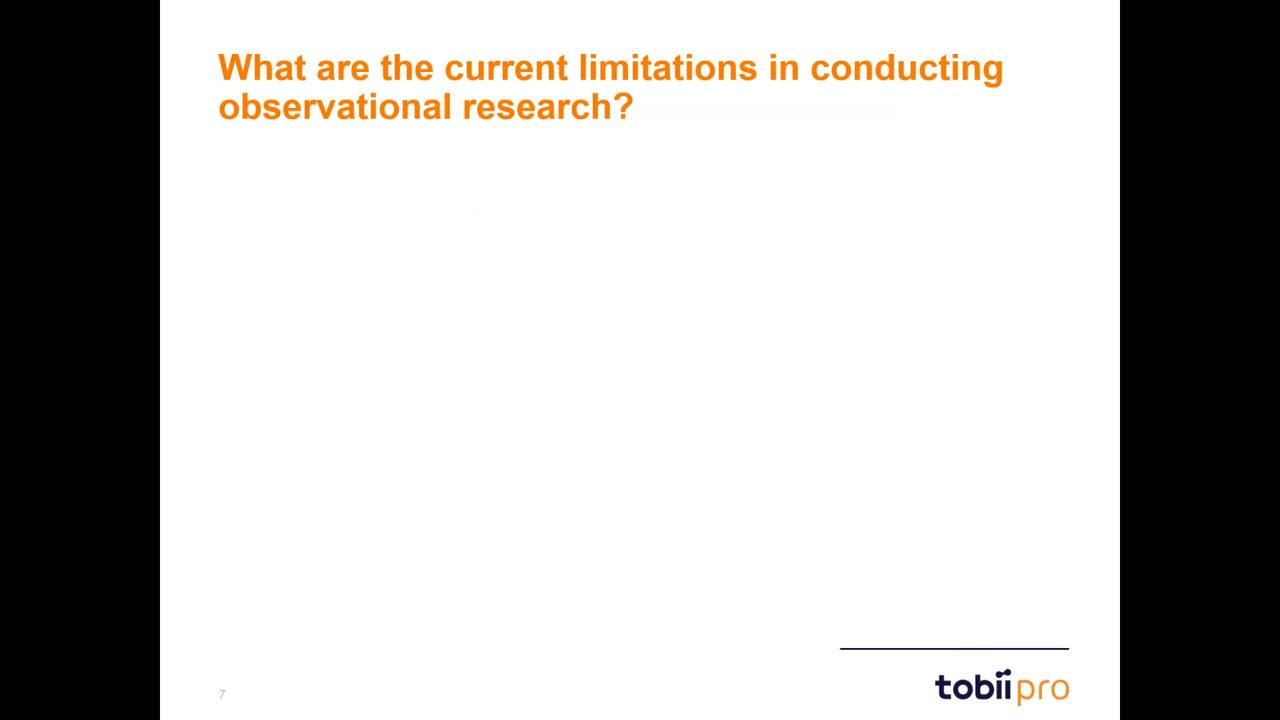 What are the current limitations in conducting
observational research?
7
tobii pro